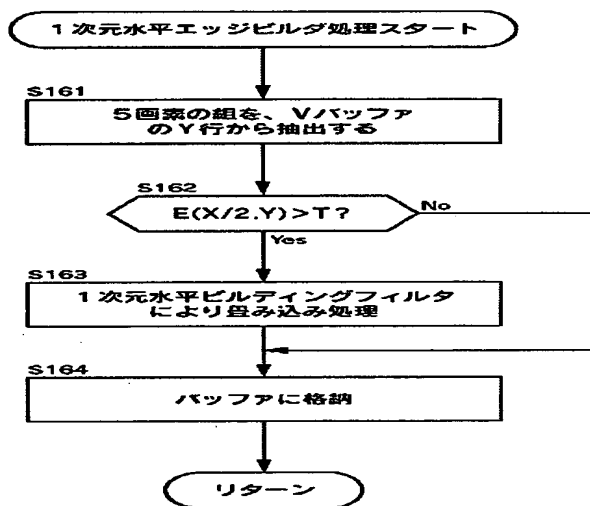 1次元水平エッジビルダ処理スタート
S161
5画素の組を、Vバッファ
のY行から抽出する
S162
E(X/2.Y)>T?
No
Yes
S163
1次元水平ビルディングフィルタ
により畳み込み処理
S164
バッファに格納
リターン